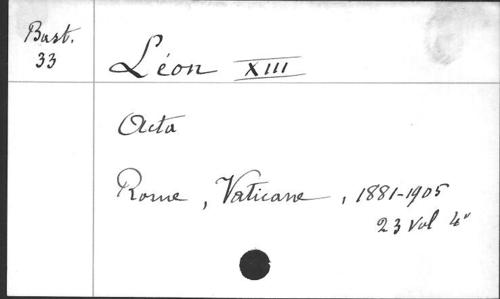 Bast.
33
Léon XIII
Acta
Rome, Vaticane, 1881-1905
23 Vol 4°